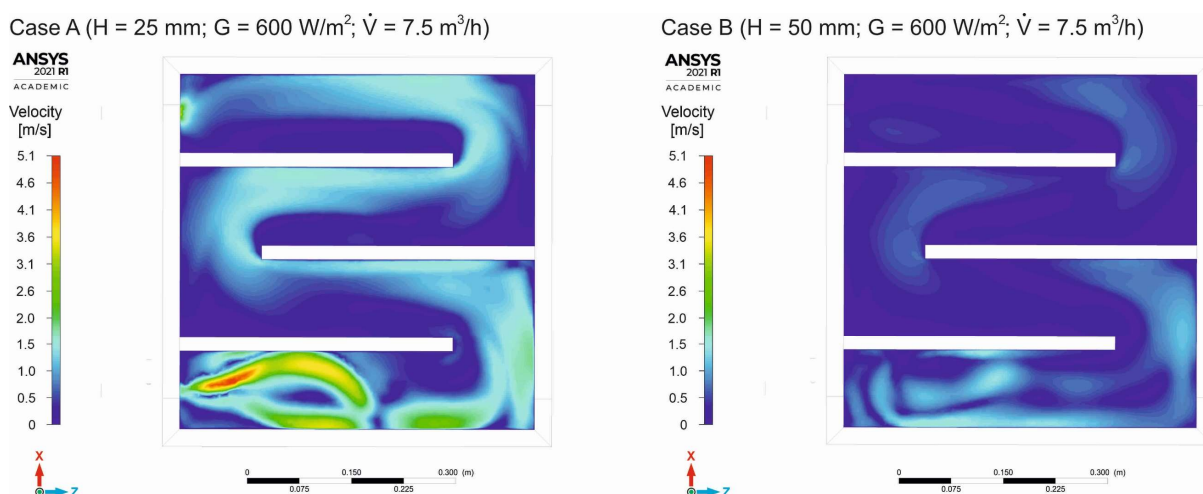 Case A (H = 25 mm; G = 600 W/m²; V̇ = 7.5 m³/h)
ANSYS
2021 R1
ACADEMIC
Velocity
[m/s]
5.1
4.6
4.1
3.6
3.1
2.6
2.0
1.5
1.0
0.5
0
X
Z
0 0.150 0.300 (m)
0.075 0.225
Case B (H = 50 mm; G = 600 W/m²; V̇ = 7.5 m³/h)
ANSYS
2021 R1
ACADEMIC
Velocity
[m/s]
5.1
4.6
4.1
3.6
3.1
2.6
2.0
1.5
1.0
0.5
0
X
Z
0 0.150 0.300 (m)
0.075 0.225